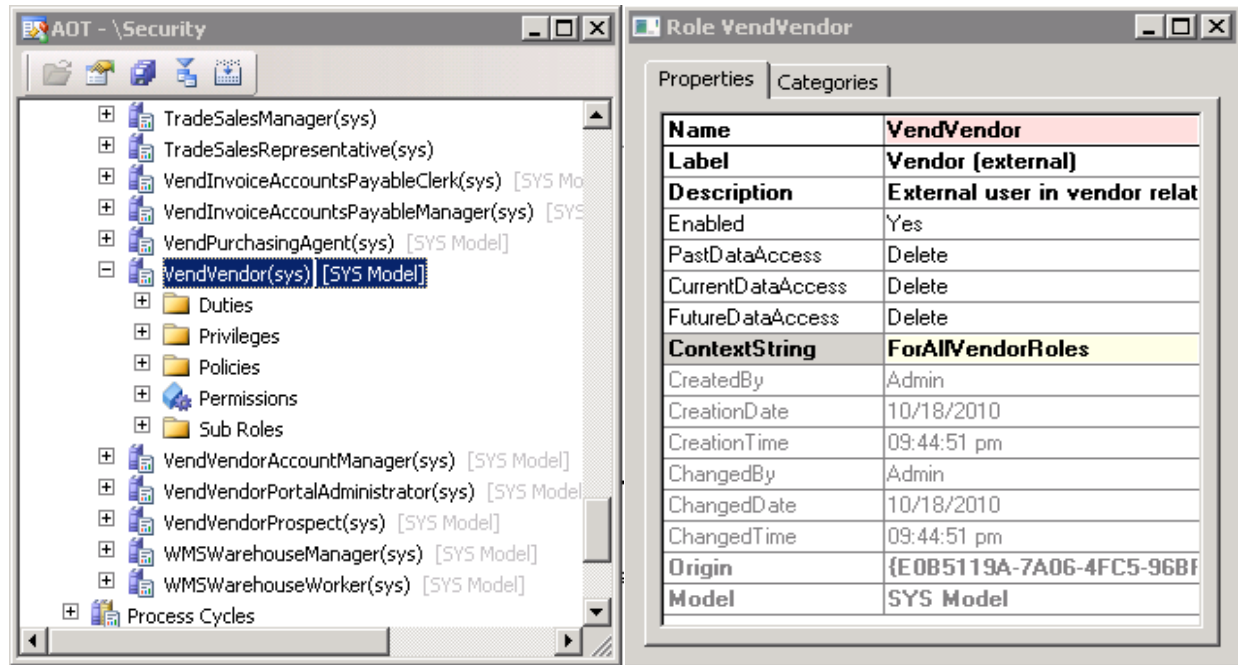 AOT - \Security
TradeSalesManager(sys)
TradeSalesRepresentative(sys)
VendInvoiceAccountsPayableClerk(sys) [SYS Mo
VendInvoiceAccountsPayableManager(sys) [SYS
VendPurchasingAgent(sys) [SYS Model]
VendVendor(sys) [SYS Model]
Duties
Privileges
Policies
Permissions
Sub Roles
VendVendorAccountManager(sys) [SYS Model]
VendVendorPortalAdministrator(sys) [SYS Model
VendVendorProspect(sys) [SYS Model]
WMSWarehouseManager(sys) [SYS Model]
WMSWarehouseWorker(sys) [SYS Model]
Process Cycles
Role VendVendor
Properties Categories
Name VendVendor
Label Vendor (external)
Description External user in vendor relat
Enabled Yes
PastDataAccess Delete
CurrentDataAccess Delete
FutureDataAccess Delete
ContextString ForAllVendorRoles
CreatedBy Admin
CreationDate 10/18/2010
CreationTime 09:44:51 pm
ChangedBy Admin
ChangedDate 10/18/2010
ChangedTime 09:44:51 pm
Origin {E0B5119A-7A06-4FC5-96BF
Model SYS Model